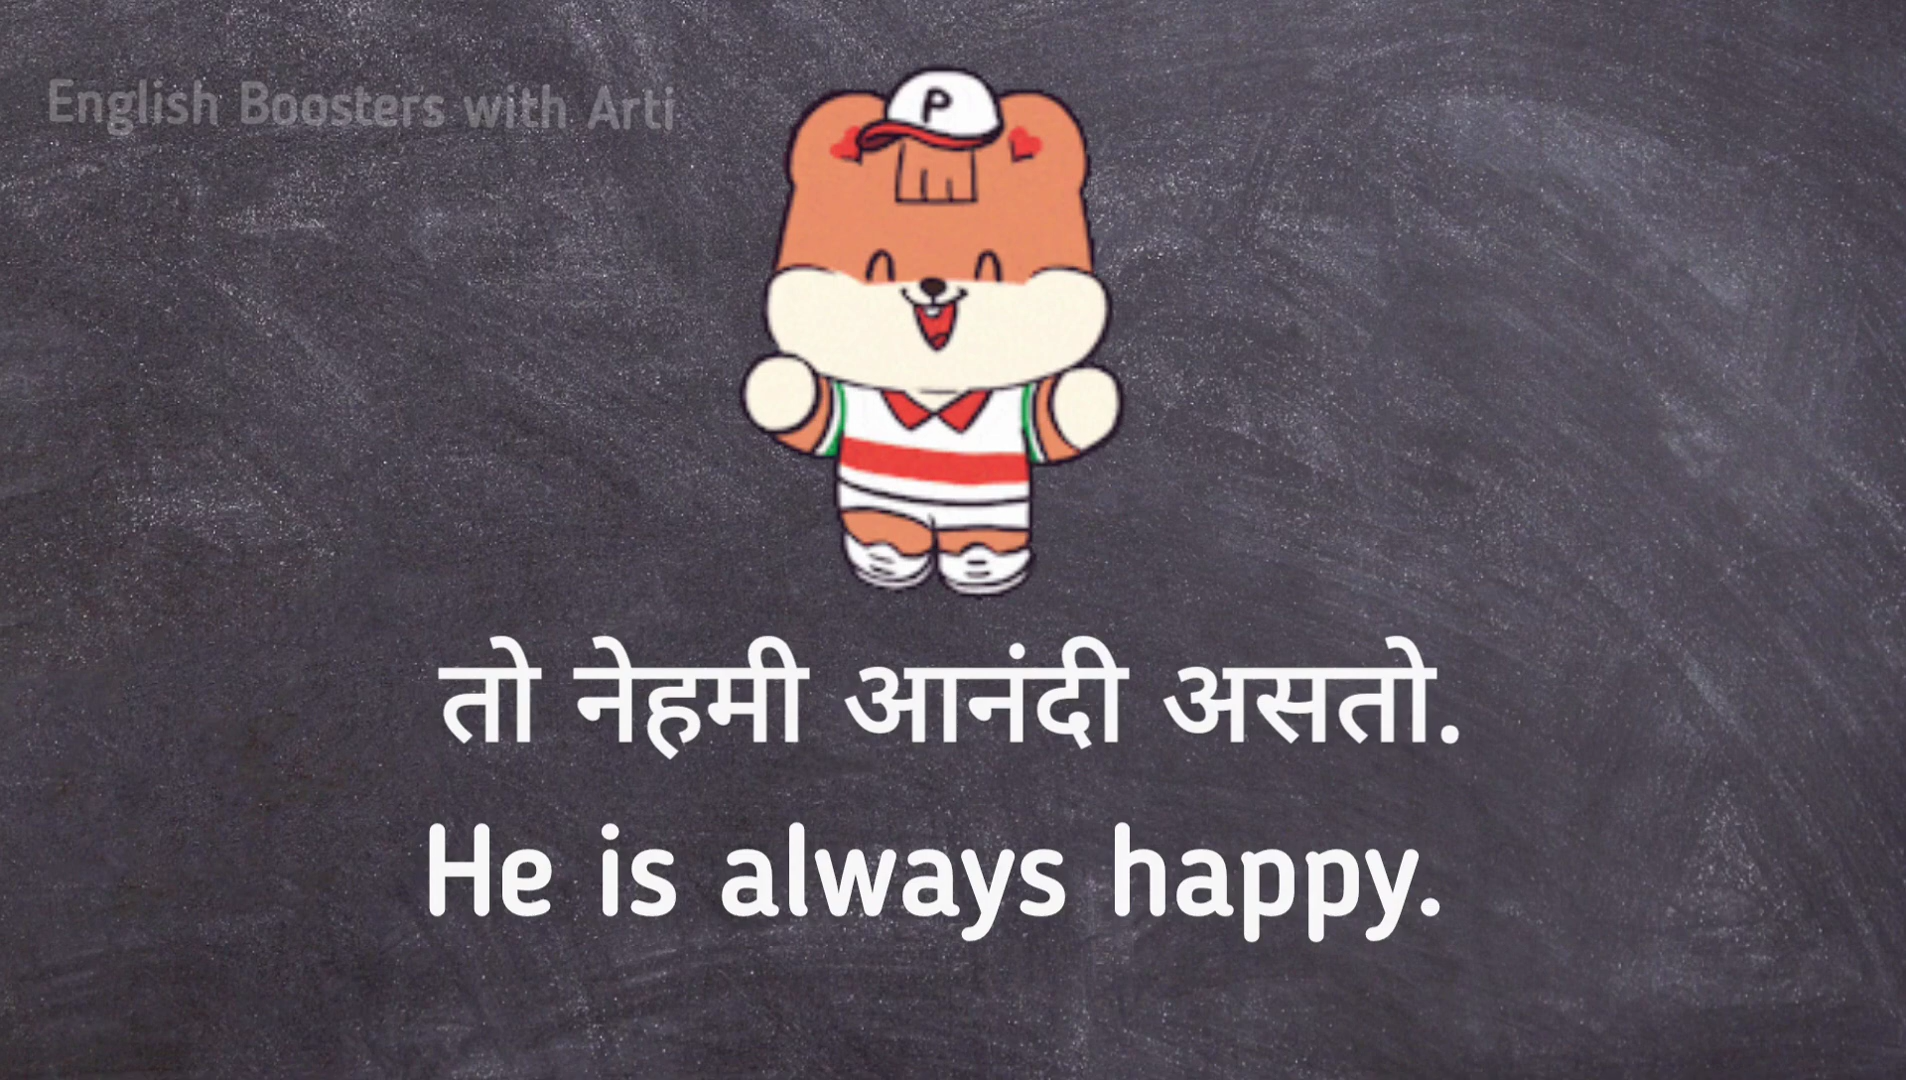 English Boosters with Arti
P
तो नेहमी आनंदी असतो.
He is always happy.